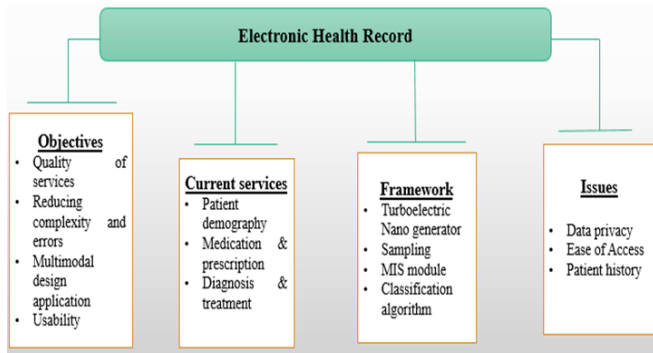 Electronic Health Record
Objectives
• Quality of
services
• Reducing
complexity and
errors
• Multimodal
design
application
• Usability
Current services
• Patient
demography
• Medication &
prescription
• Diagnosis &
treatment
Framework
• Turboelectric
Nano generator
• Sampling
• MIS module
• Classification
algorithm
Issues
• Data privacy
• Ease of Access
• Patient history